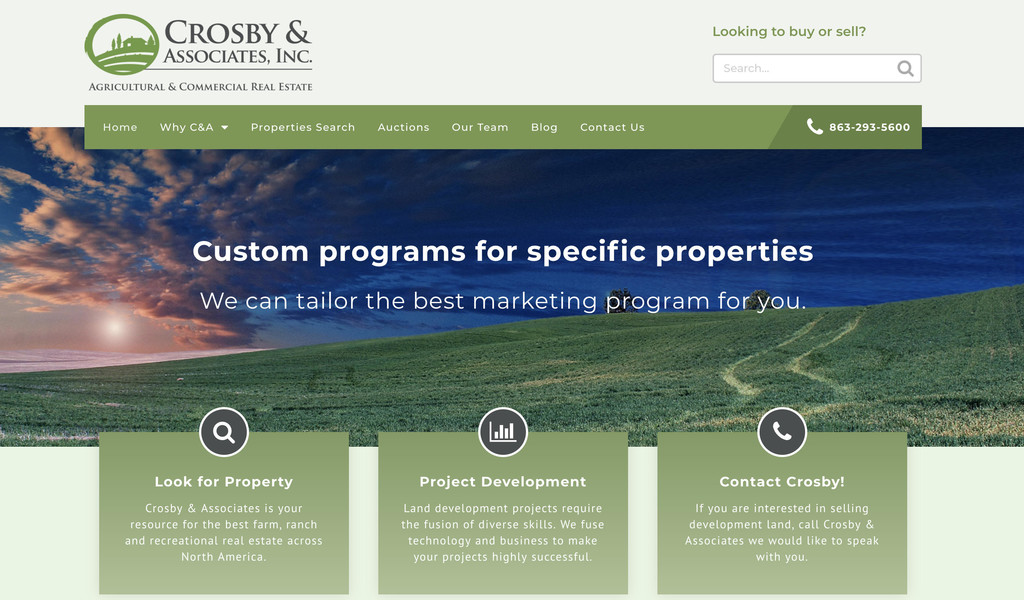 CROSBY &
ASSOCIATES, INC.
AGRICULTURAL & COMMERCIAL REAL ESTATE
Looking to buy or sell?
Search...
Home Why C&A Properties Search Auctions Our Team Blog Contact Us 863-293-5600
Custom programs for specific properties
We can tailor the best marketing program for you.
Look for Property
Crosby & Associates is your
resource for the best farm, ranch
and recreational real estate across
North America.
Project Development
Land development projects require
the fusion of diverse skills. We fuse
technology and business to make
your projects highly successful.
Contact Crosby!
If you are interested in selling
development land, call Crosby &
Associates we would like to speak
with you.